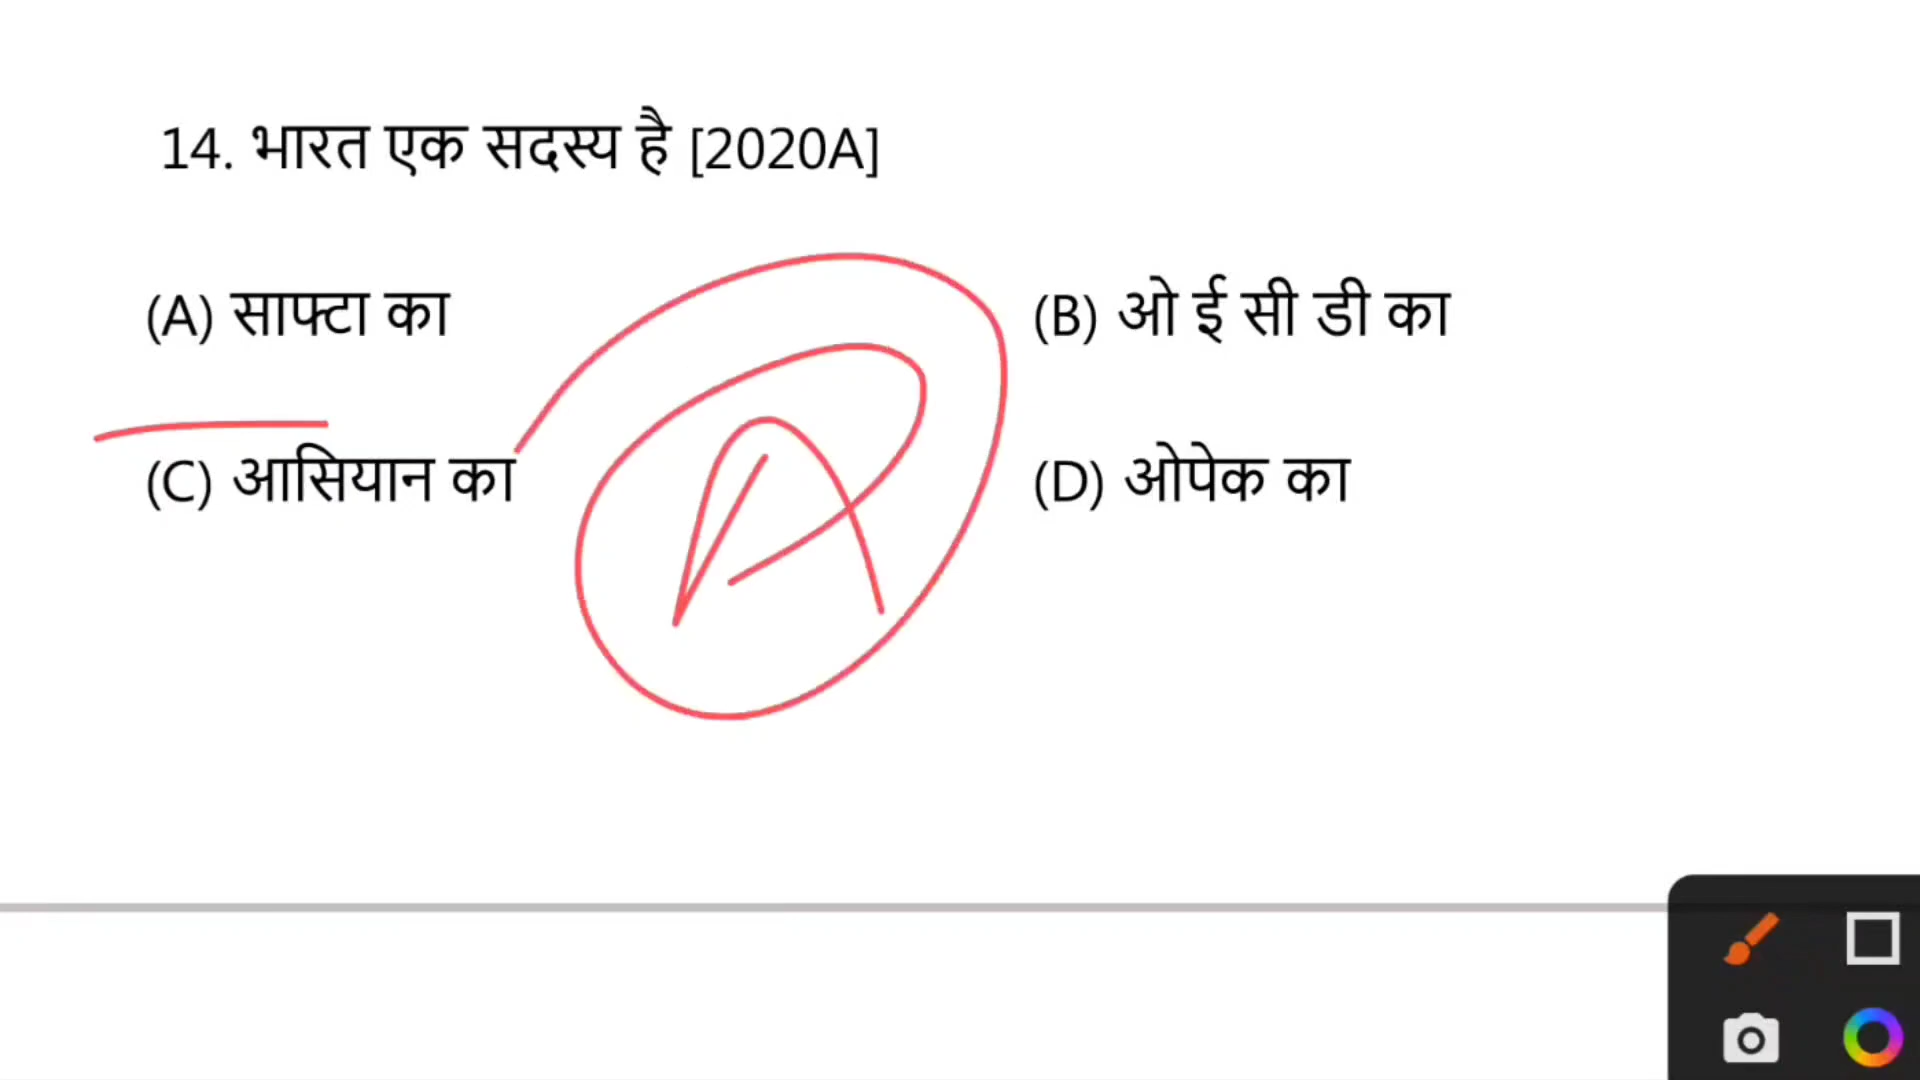 14. भारत एक सदस्य है [2020A]
(A) साफ्टा का
(B) ओ ई सी डी का
(C) आसियान का
(D) ओपेक का
A